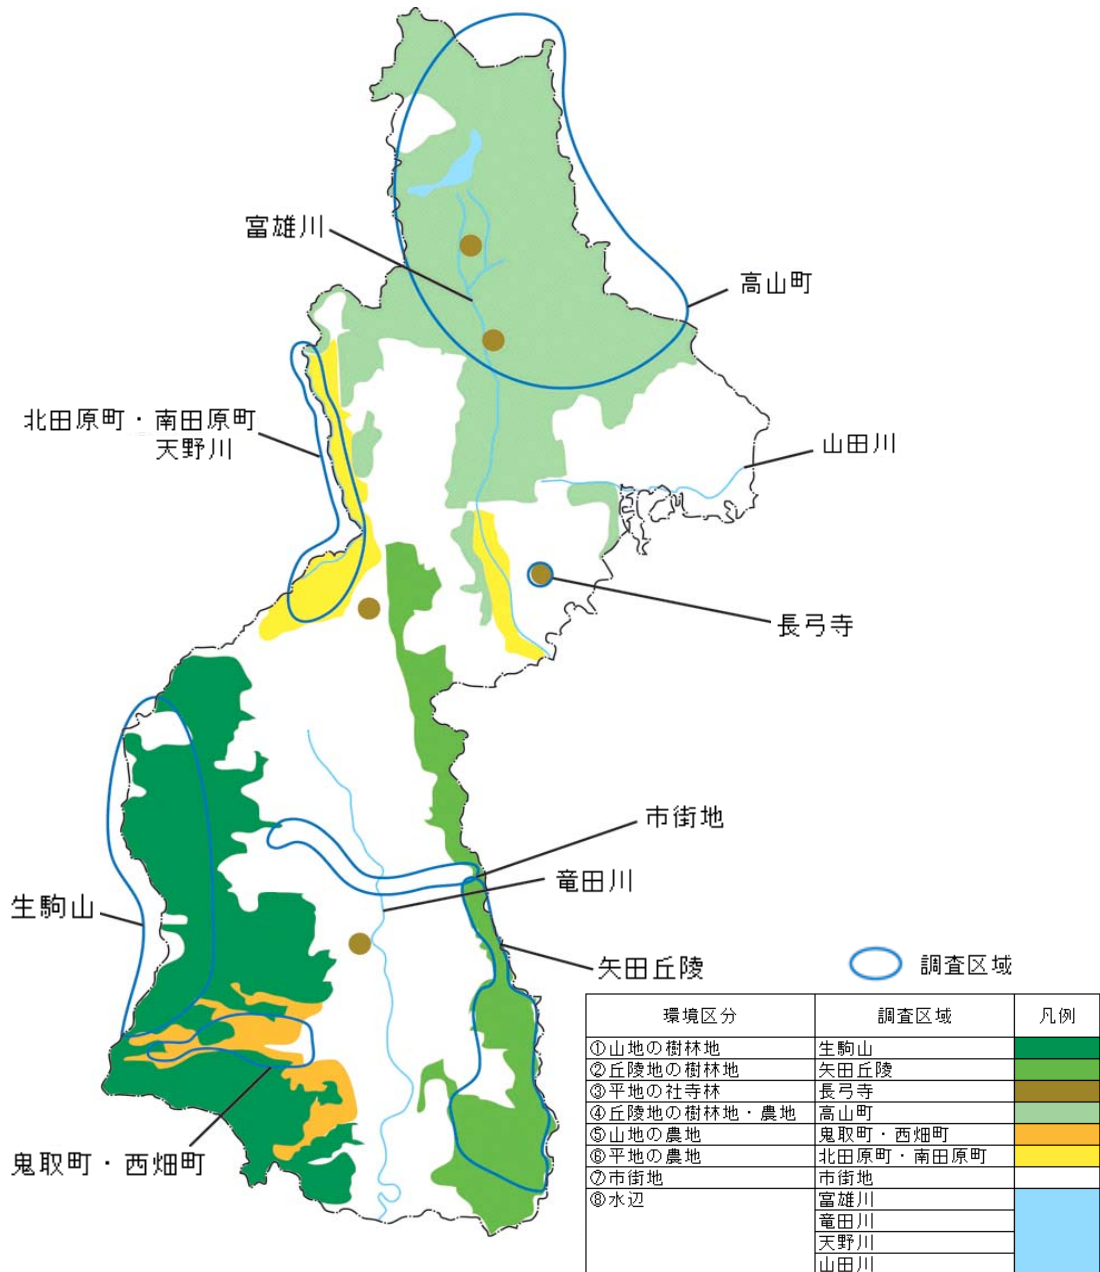 富雄川
高山町
北田原町・南田原町
天野川
山田川
長弓寺
市街地
竜田川
生駒山
矢田丘陵
調査区域
鬼取町・西畑町
環境区分 調査区域 凡例
①山地の樹林地 生駒山
②丘陵地の樹林地 矢田丘陵
③平地の社寺林 長弓寺
④丘陵地の樹林地・農地 高山町
⑤山地の農地 鬼取町・西畑町
⑥平地の農地 北田原町・南田原町
⑦市街地 市街地
⑧水辺 富雄川
竜田川
天野川
山田川